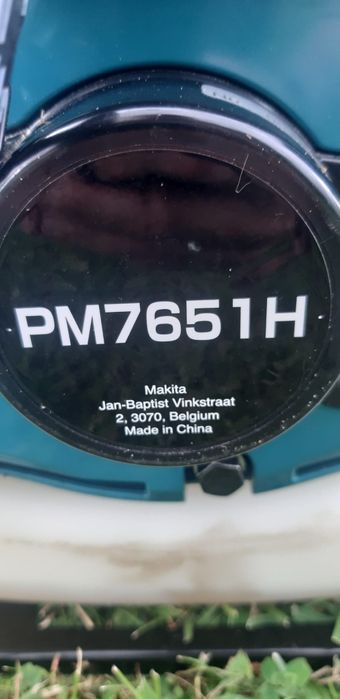 PM7651H
Makita
Jan-Baptist Vinkstraat
2, 3070, Belgium
Made in China